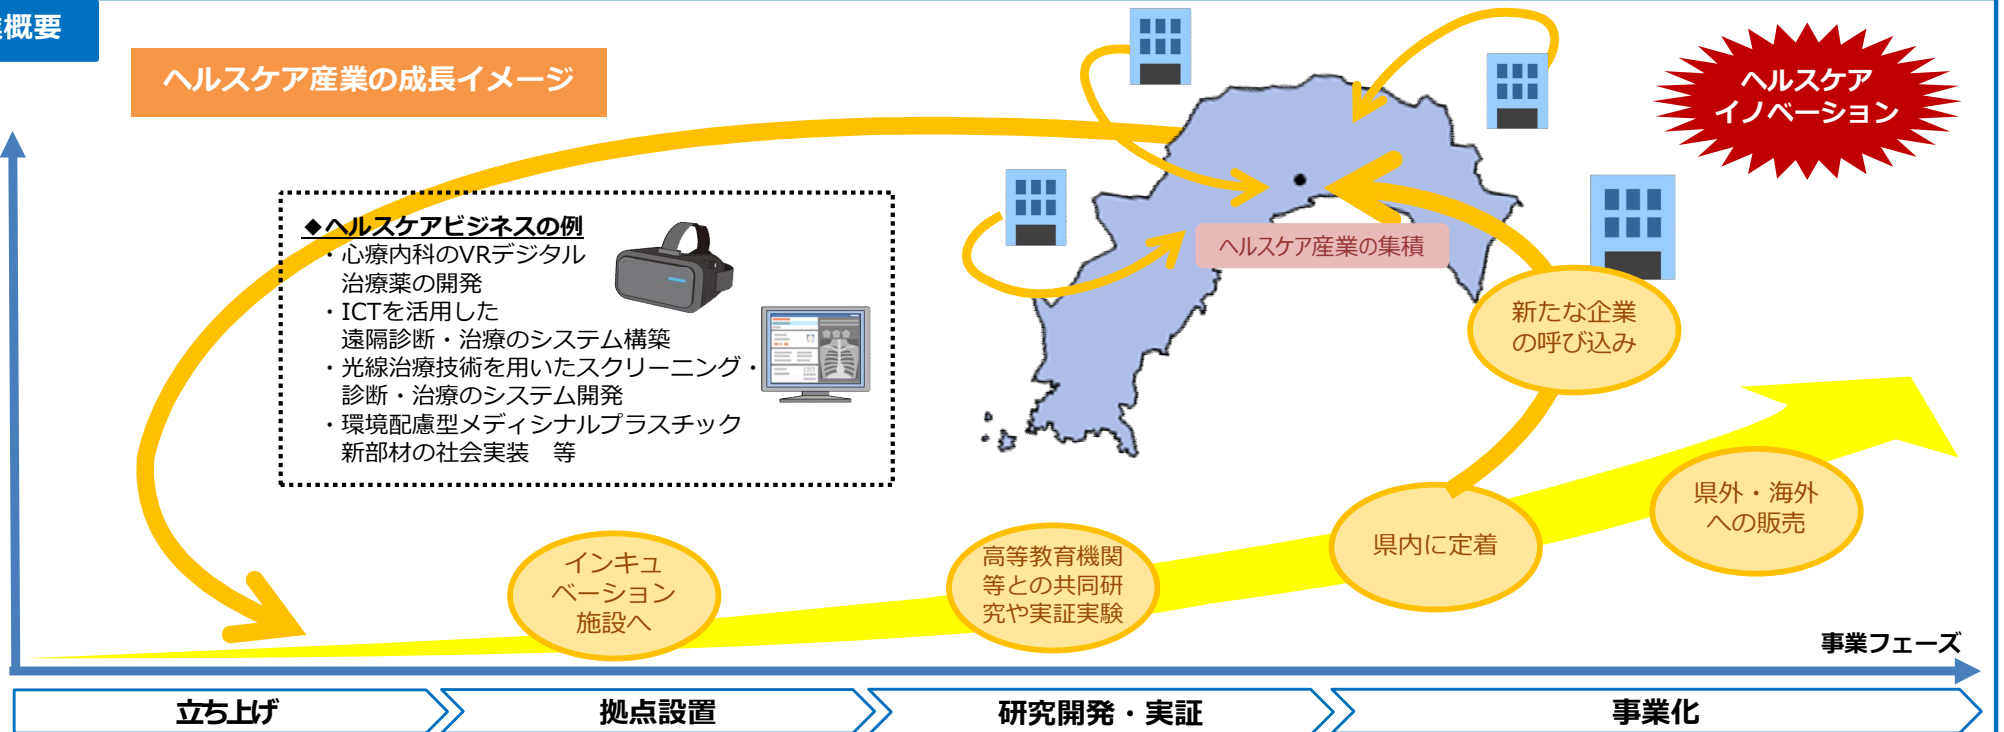 概要
ヘルスケア産業の成長イメージ
ヘルスケア
イノベーション
◆ヘルスケアビジネスの例
・心療内科のVRデジタル
治療薬の開発
・ICTを活用した
遠隔診断・治療のシステム構築
・光線治療技術を用いたスクリーニング・
診断・治療のシステム開発
・環境配慮型メディシナルプラスチック
新部材の社会実装　等
ヘルスケア産業の集積
新たな企業
の呼び込み
県外・海外
への販売
県内に定着
高等教育機関
等との共同研
究や実証実験
インキュ
ベーション
施設へ
事業フェーズ
立ち上げ
拠点設置
研究開発・実証
事業化